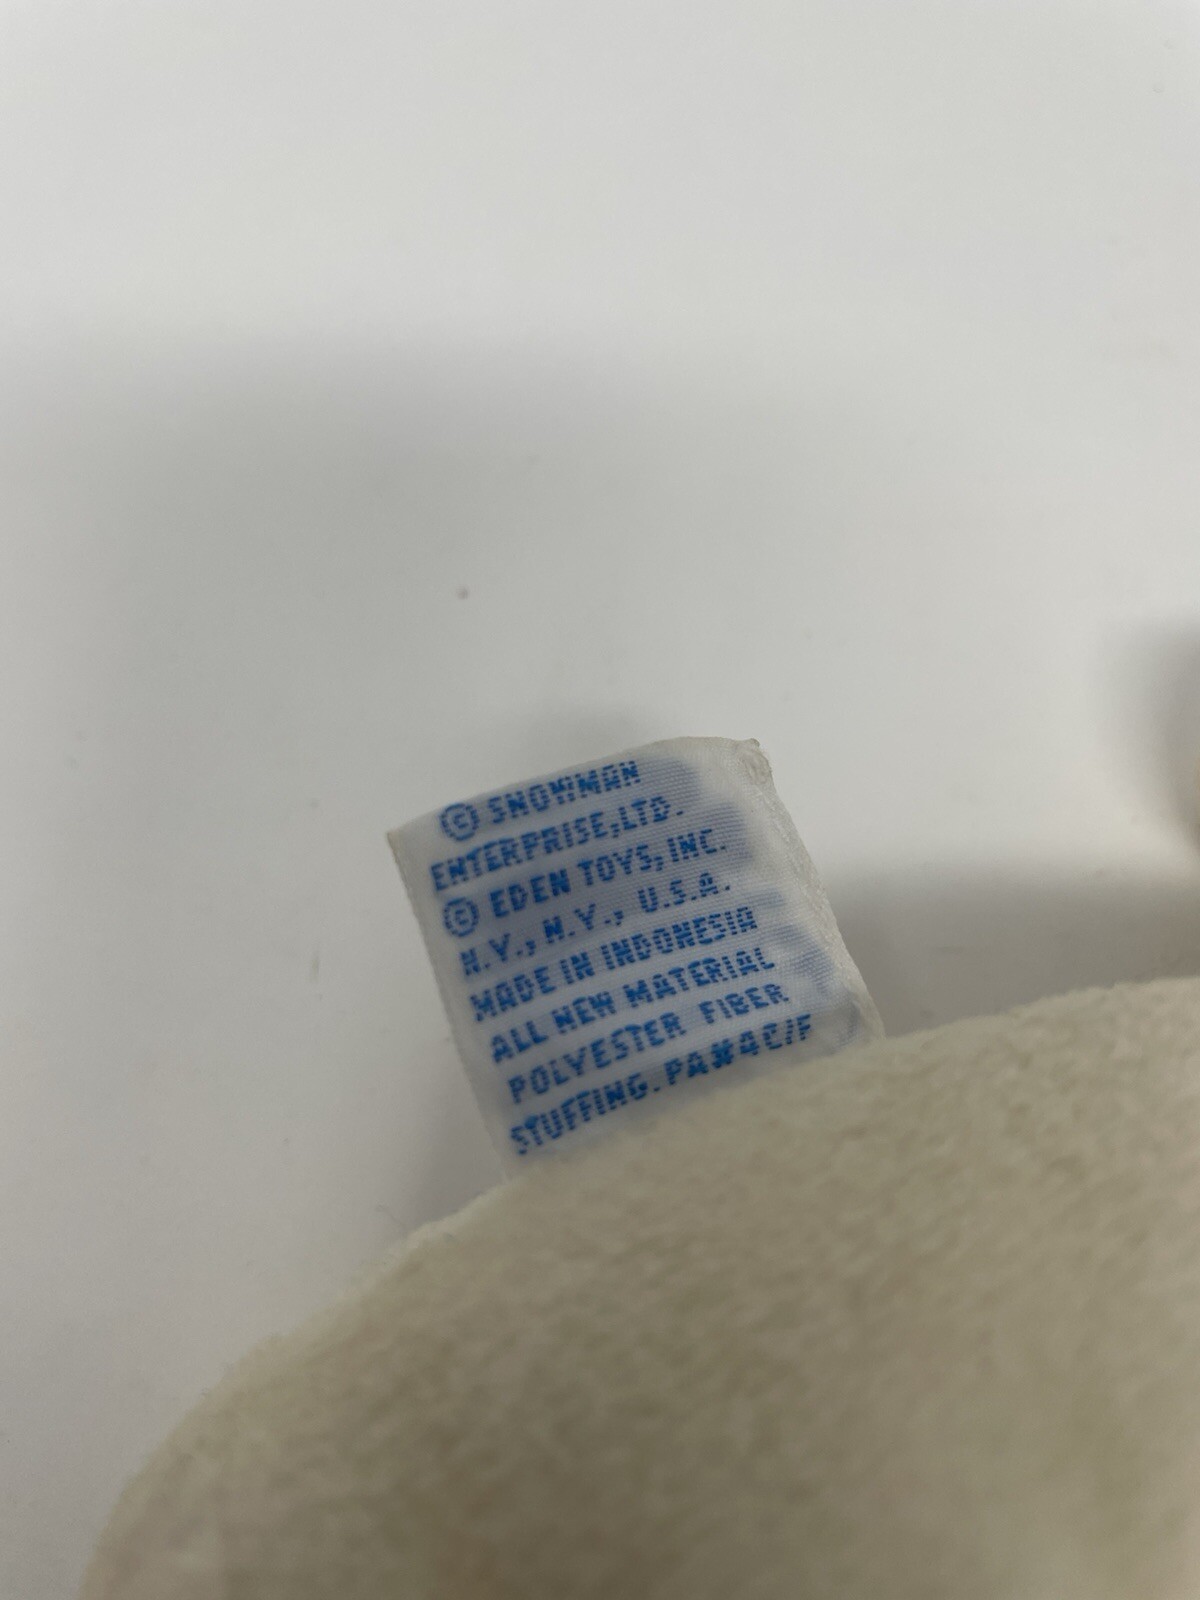 © SNOWMAN
ENTERPRISE,LTD.
© EDEN TOYS, INC.
N.Y., N.Y., U.S.A.
MADE IN INDONESIA
ALL NEW MATERIAL
POLYESTER FIBER
STUFFING. PA#4C/F